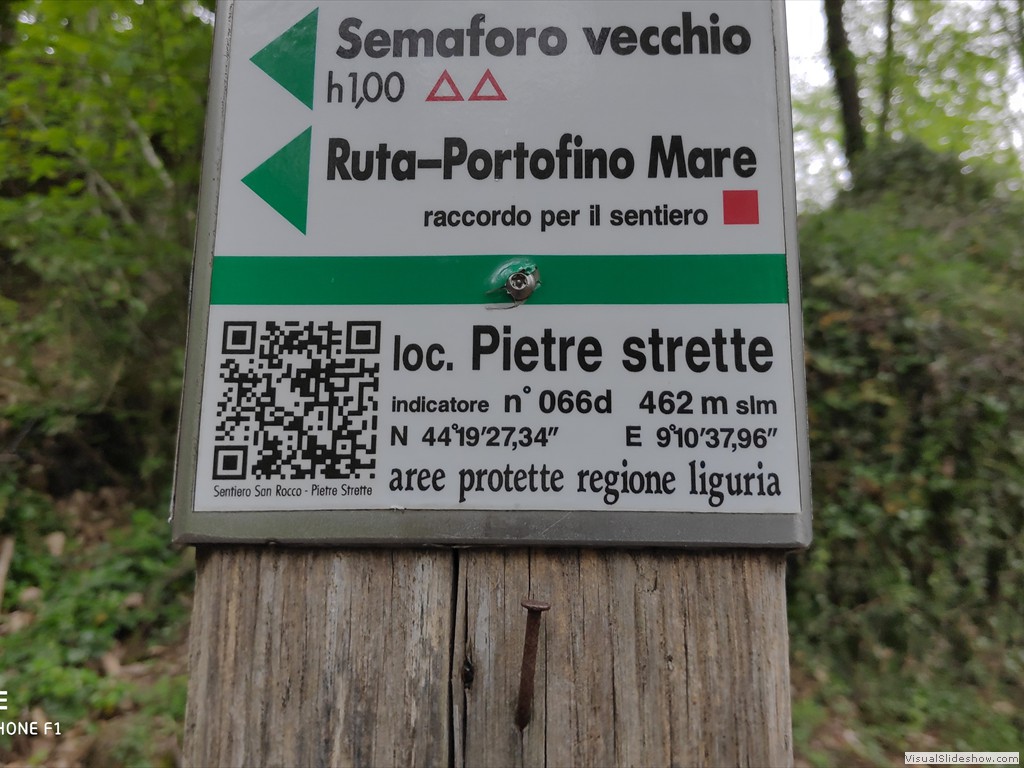 Semaforo vecchio
h 1,00
Ruta–Portofino Mare
raccordo per il sentiero
loc. Pietre strette
indicatore n° 066d 462 m slm
N 44°19'27,34" E 9°10'37,96"
Sentiero San Rocco - Pietre Strette
aree protette regione liguria
HONE F1
VisualSlideshow.com